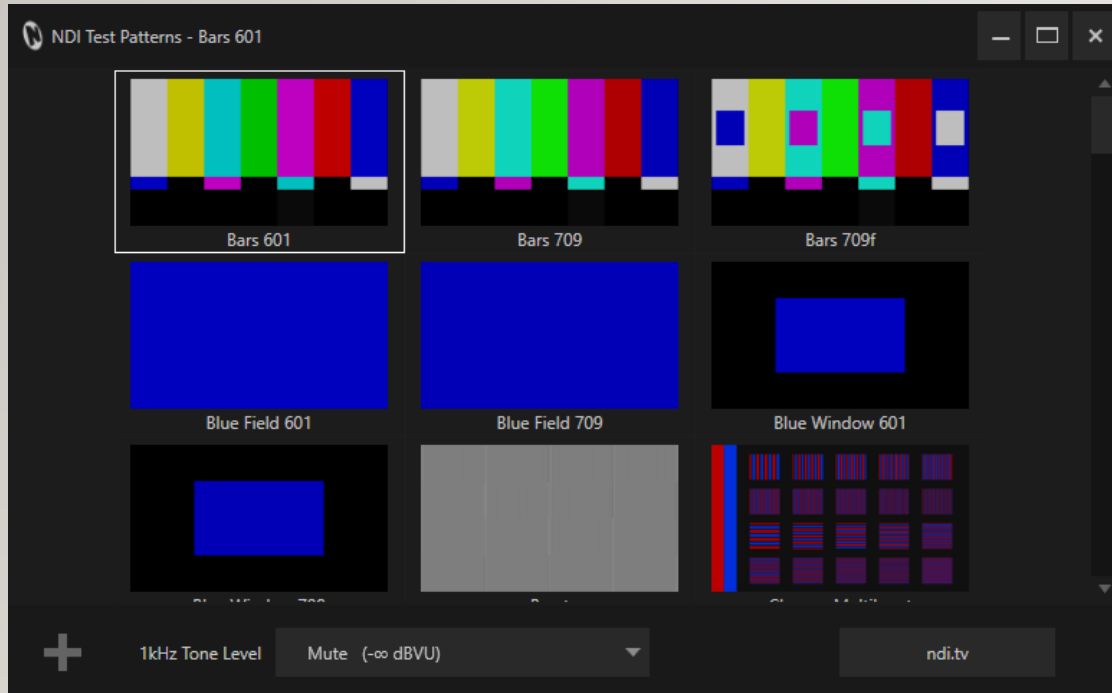 NDI Test Patterns - Bars 601
Bars 601
Bars 709
Bars 709f
Blue Field 601
Blue Field 709
Blue Window 601
1kHz Tone Level
Mute (-∞ dBVU)
ndi.tv